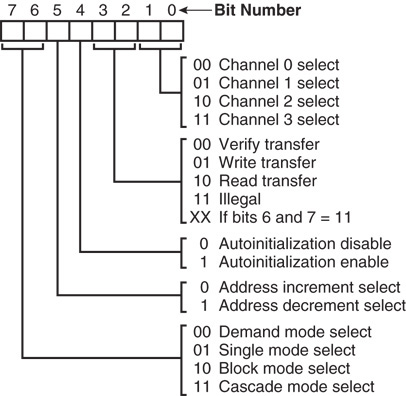 7 6 5 4 3 2 1 0 Bit Number
00 Channel 0 select
01 Channel 1 select
10 Channel 2 select
11 Channel 3 select
00 Verify transfer
01 Write transfer
10 Read transfer
11 Illegal
XX If bits 6 and 7 = 11
0 Autoinitialization disable
1 Autoinitialization enable
0 Address increment select
1 Address decrement select
00 Demand mode select
01 Single mode select
10 Block mode select
11 Cascade mode select